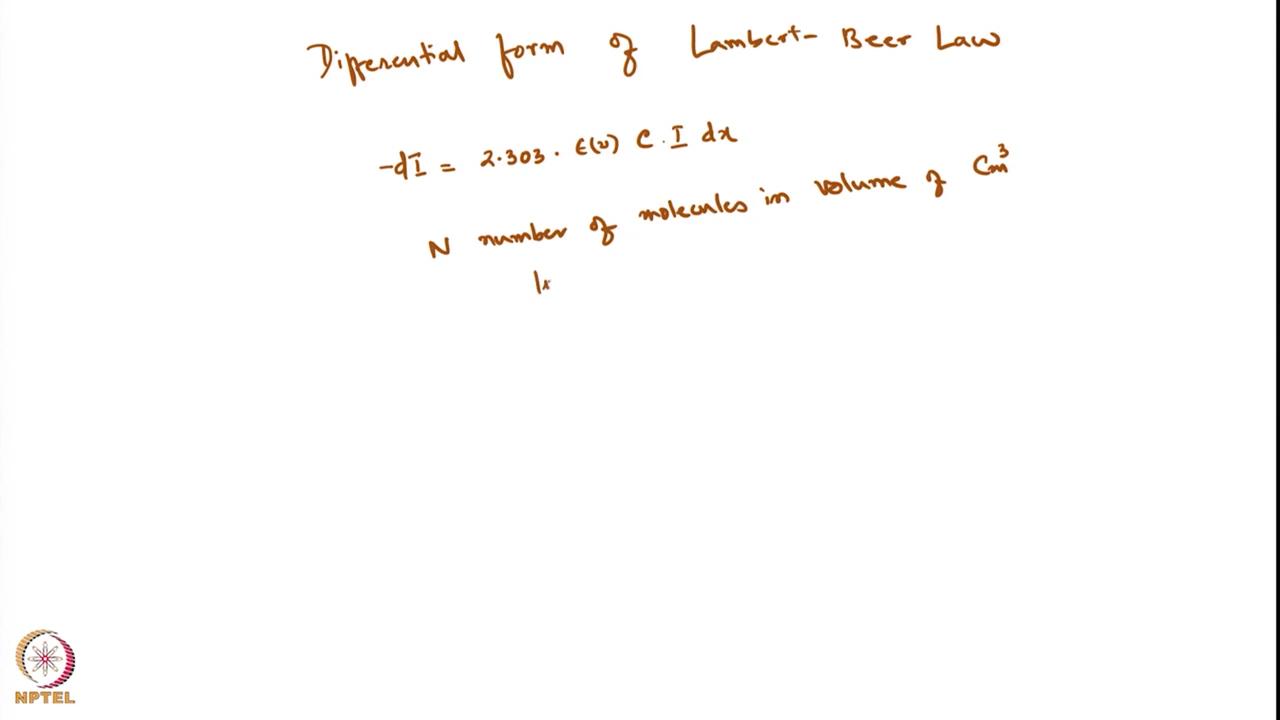 Differential form of Lambert-Beer Law
-dI = 2.303 · ε(ν) C . I dx
N number of molecules in volume of Cm³
NPTEL